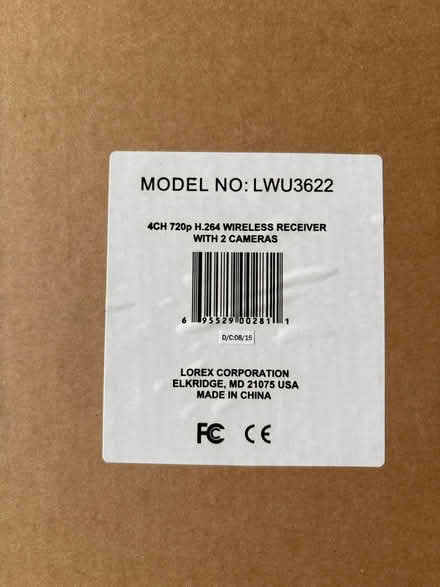 MODEL NO: LWU3622
4CH 720p H.264 WIRELESS RECEIVER
WITH 2 CAMERAS
6 95529 00281 1
D/C:08/15
LOREX CORPORATION
ELKRIDGE, MD 21075 USA
MADE IN CHINA
FC CE